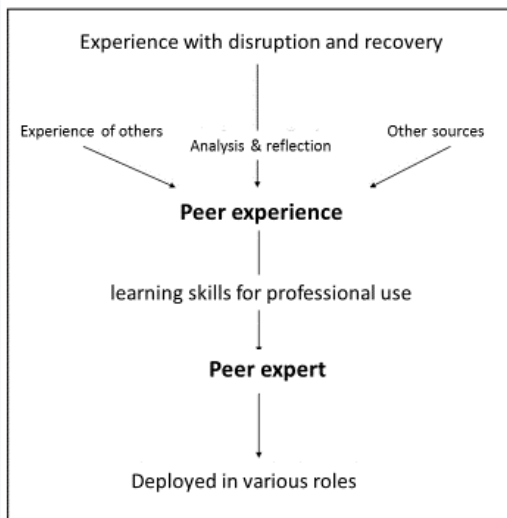 Experience with disruption and recovery
Experience of others
Analysis & reflection
Other sources
Peer experience
learning skills for professional use
Peer expert
Deployed in various roles